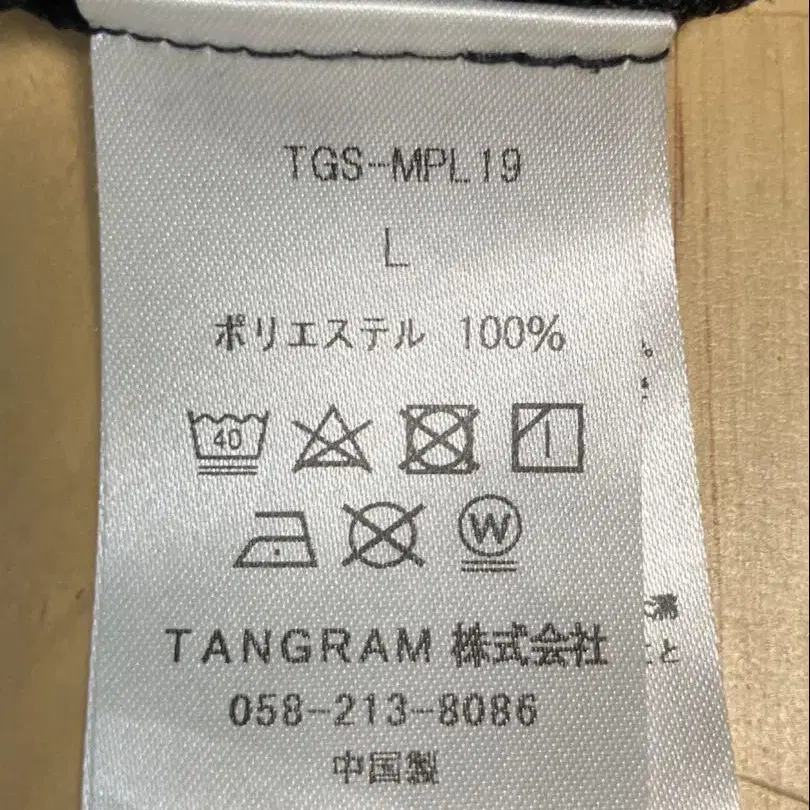 TGS-MPL19
L
ポリエステル 100%
40
W
TANGRAM 株式会社
058-213-8086
中国製